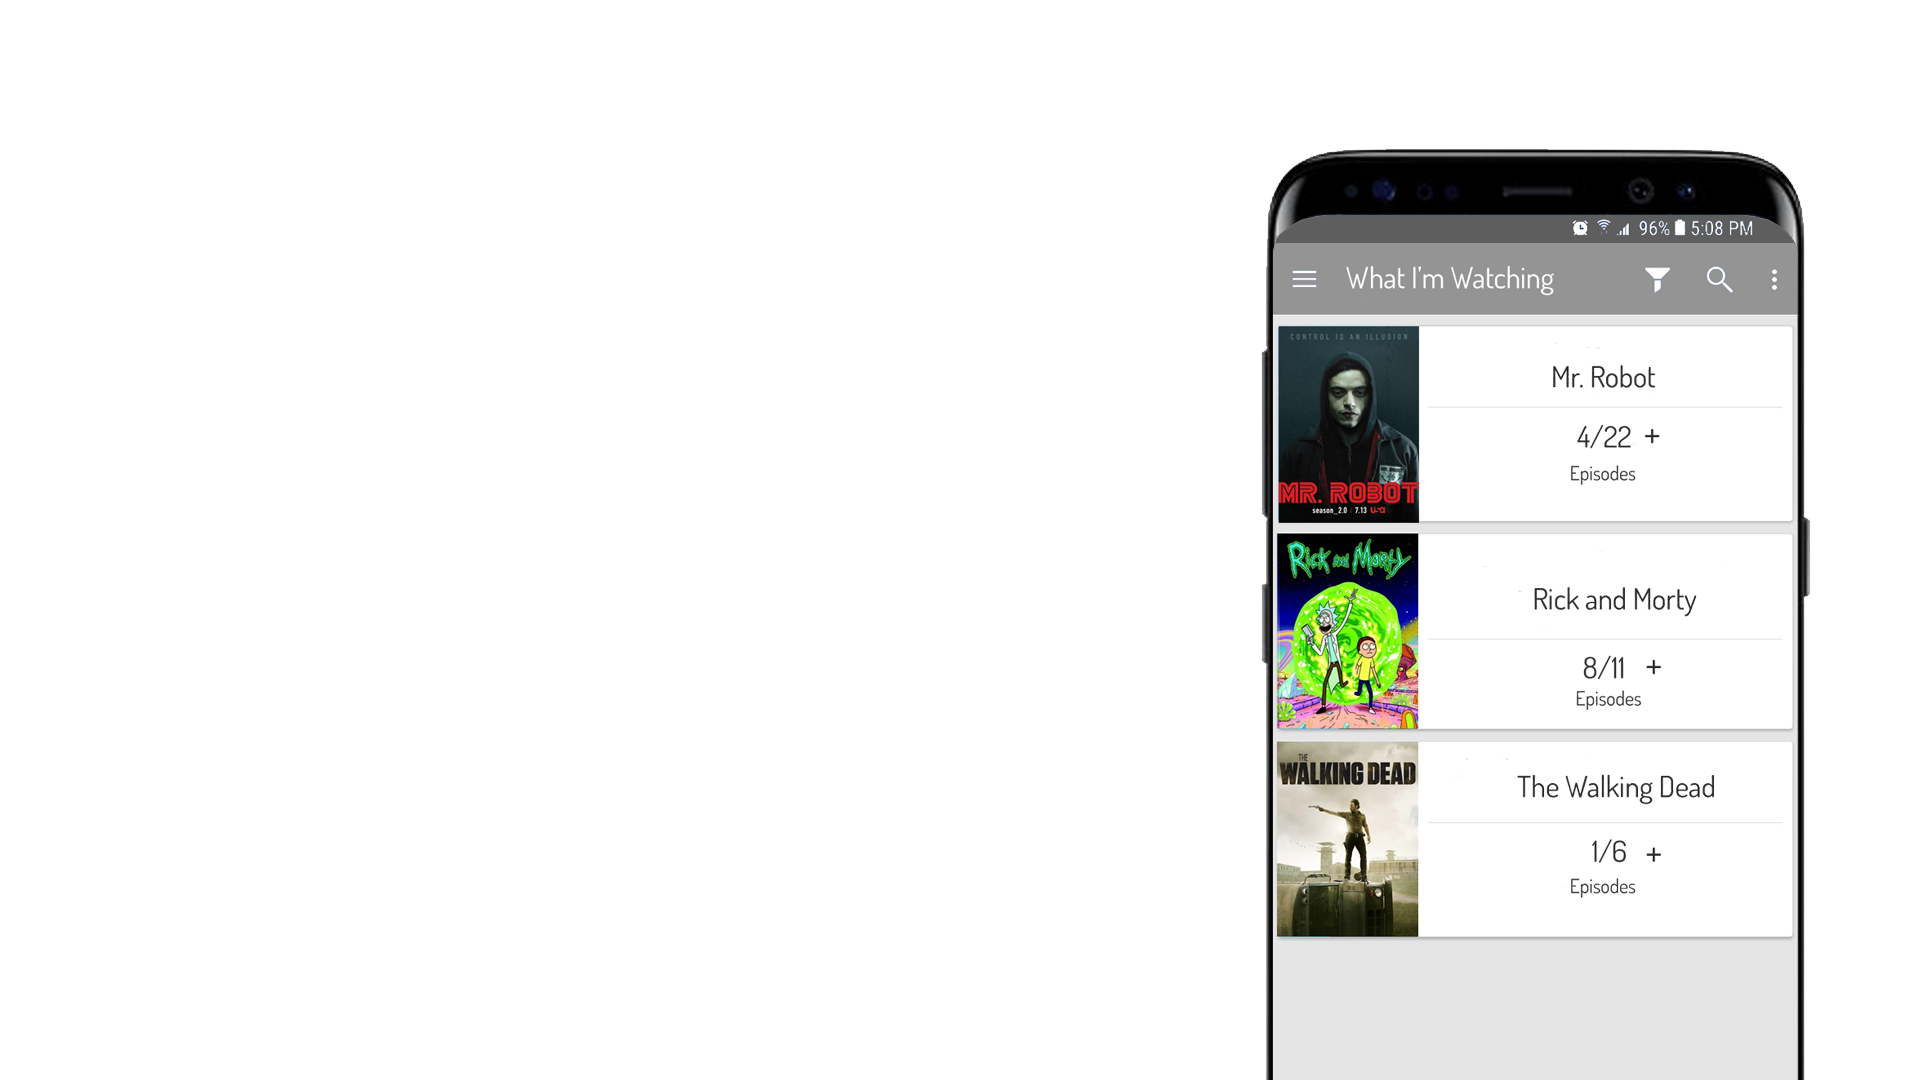 96% 5:08 PM
What I'm Watching
CONTROL IS AN ILLUSION
MR. ROBOT
season_2.0 7.13 USA
Mr. Robot
4/22 +
Episodes
Rick and Morty
Rick and Morty
8/11 +
Episodes
THE
WALKING DEAD
The Walking Dead
1/6 +
Episodes